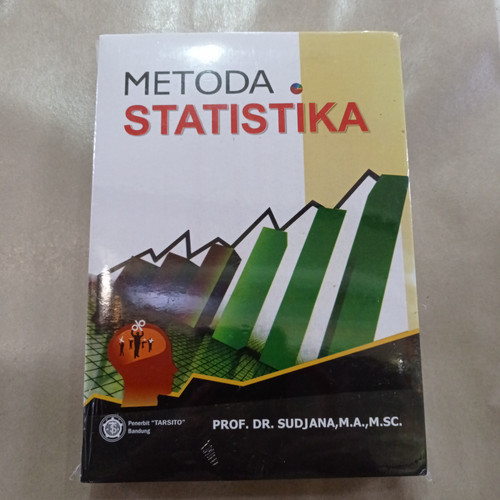 METODA
STATISTIKA
Penerbit "TARSITO"
Bandung
PROF. DR. SUDJANA,M.A.,M.SC.